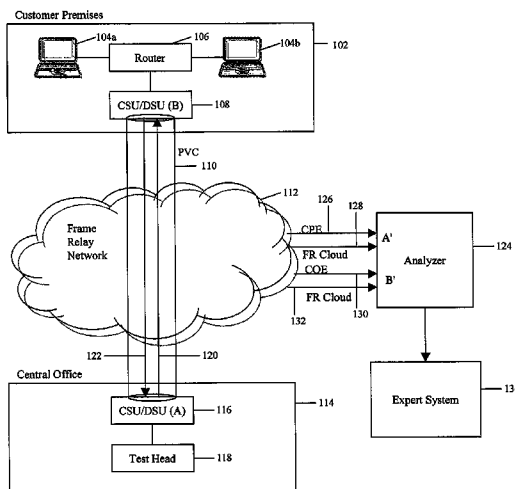 Customer Premises
104a
106
104b
102
Router
CSU/DSU (B)
108
PVC
110
112
126
128
Frame
Relay
Network
CPE
A'
FR Cloud
Analyzer
124
COE
B'
FR Cloud
132
130
122
120
Central Office
CSU/DSU (A)
116
114
Expert System
13
Test Head
118